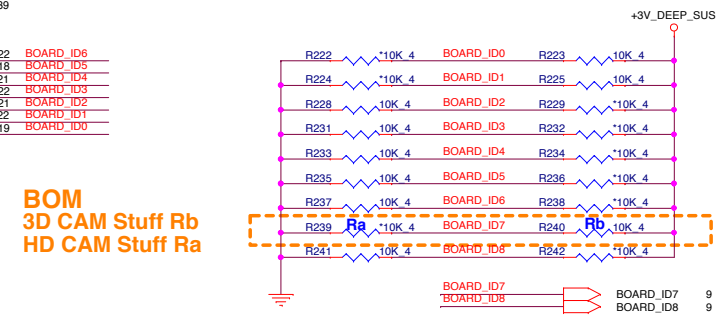 39
+3V_DEEP_SUS
22 BOARD_ID6
18 BOARD_ID5
21 BOARD_ID4
22 BOARD_ID3
21 BOARD_ID2
22 BOARD_ID1
19 BOARD_ID0
R222 *10K_4 BOARD_ID0 R223 10K_4
R224 *10K_4 BOARD_ID1 R225 10K_4
R228 10K_4 BOARD_ID2 R229 *10K_4
R231 10K_4 BOARD_ID3 R232 *10K_4
R233 10K_4 BOARD_ID4 R234 *10K_4
R235 10K_4 BOARD_ID5 R236 *10K_4
R237 10K_4 BOARD_ID6 R238 *10K_4
R239 Ra *10K_4 BOARD_ID7 R240 Rb 10K_4
R241 10K_4 BOARD_ID8 R242 *10K_4
BOM
3D CAM Stuff Rb
HD CAM Stuff Ra
BOARD_ID7 BOARD_ID7 9
BOARD_ID8 BOARD_ID8 9